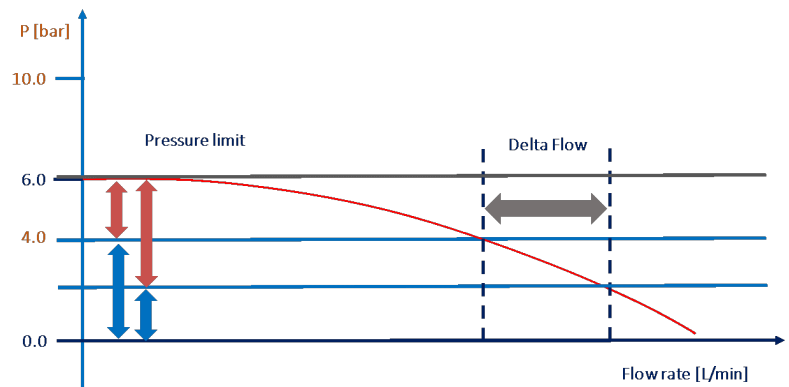 P [bar]
10.0
Pressure limit
Delta Flow
6.0
4.0
0.0
Flow rate [L/min]